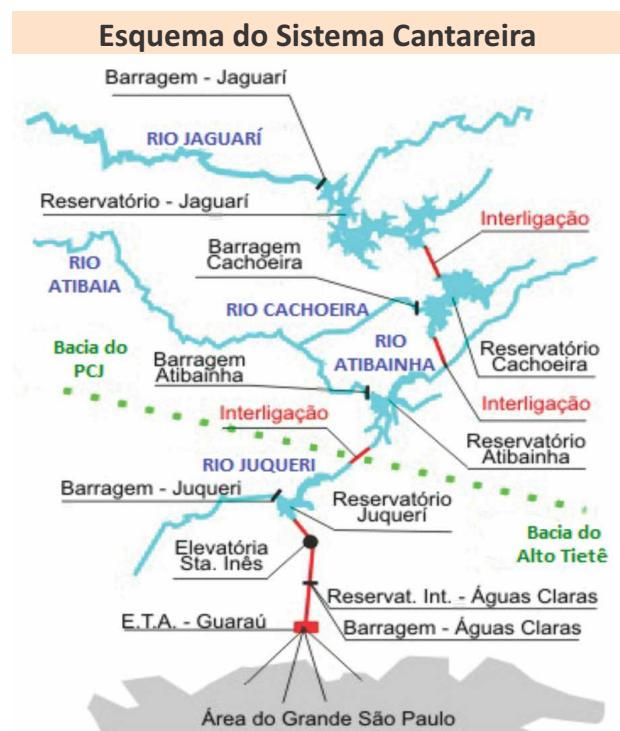 Esquema do Sistema Cantareira
Barragem - Jaguarí
RIO JAGUARÍ
Reservatório - Jaguarí
Interligação
Barragem
Cachoeira
RIO
ATIBAIA
RIO CACHOEIRA
RIO
ATIBAINHA
Reservatório
Cachoeira
Bacia do
PCJ
Barragem
Atibainha
Interligação
Interligação
Reservatório
Atibainha
RIO JUQUERI
Barragem - Juqueri
Reservatório
Juquerí
Bacia do
Alto Tietê
Elevatória
Sta. Inês
Reservat. Int. - Águas Claras
E.T.A. - Guaraú
Barragem - Águas Claras
Área do Grande São Paulo